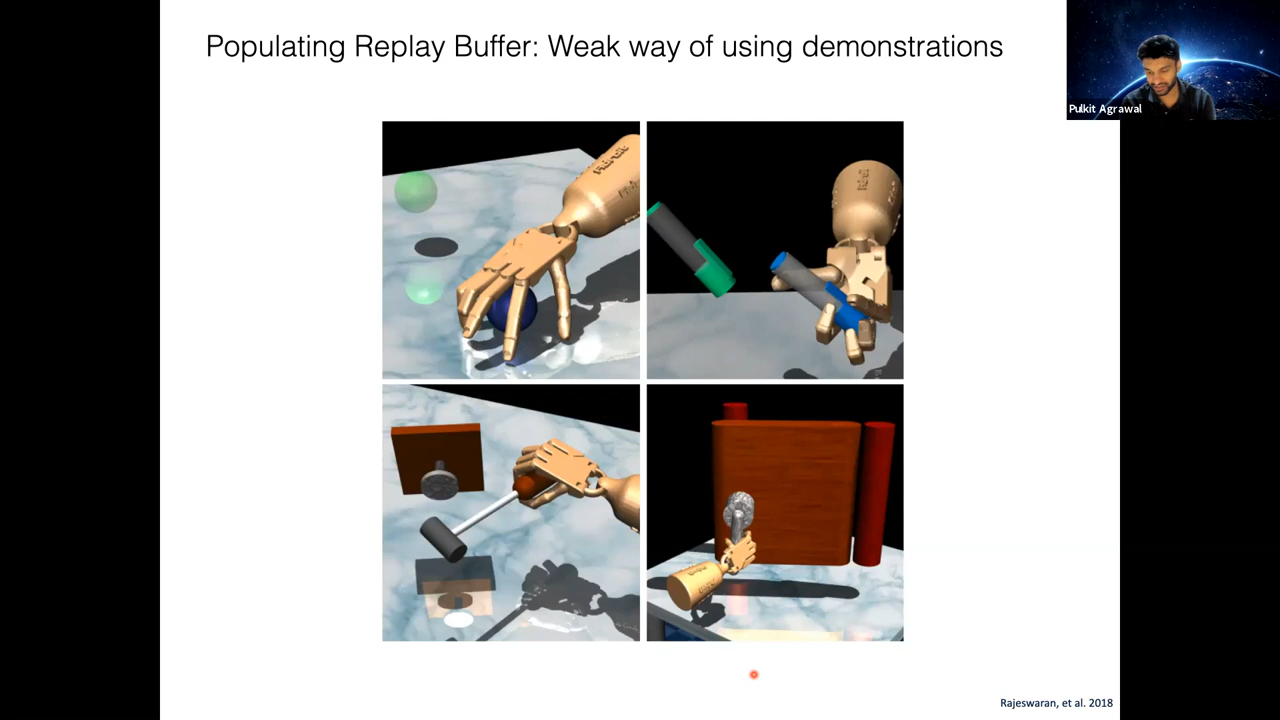 Populating Replay Buffer: Weak way of using demonstrations
Pulkit Agrawal
Rajeswaran, et al. 2018